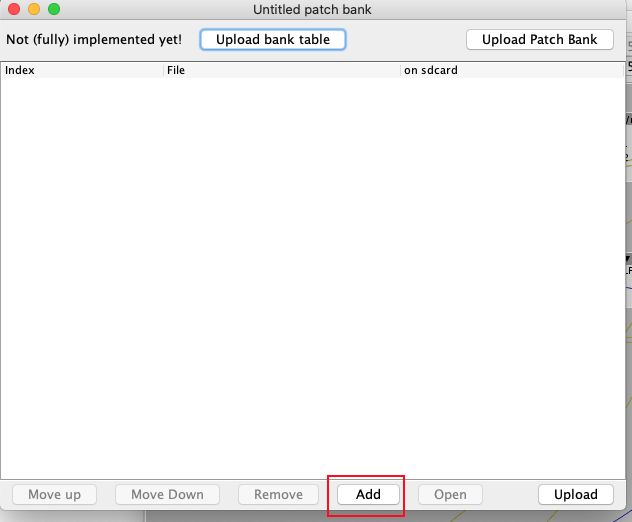 Untitled patch bank
Not (fully) implemented yet! Upload bank table Upload Patch Bank
Index File on sdcard
Move up Move Down Remove Add Open Upload